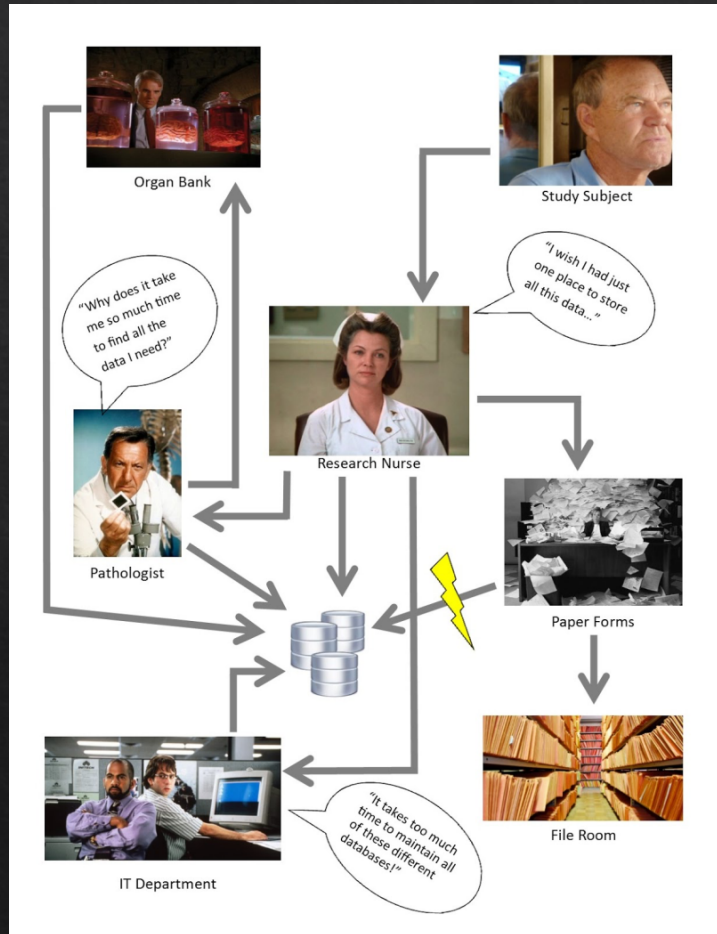 Organ Bank
Study Subject
"I wish I had just
one place to store
all this data..."
"Why does it take
me so much time
to find all the
data I need?"
Research Nurse
Pathologist
Paper Forms
"It takes too much
time to maintain all
of these different
databases!"
File Room
IT Department